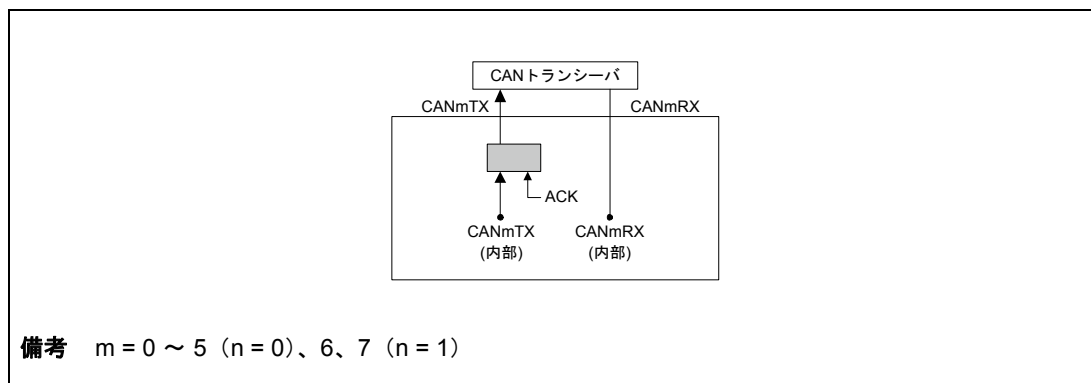 CANトランシーバ
CANmTX CANmRX
ACK
CANmTX CANmRX
(内部) (内部)
備考 m = 0 ～ 5（n = 0）、6、7（n = 1）